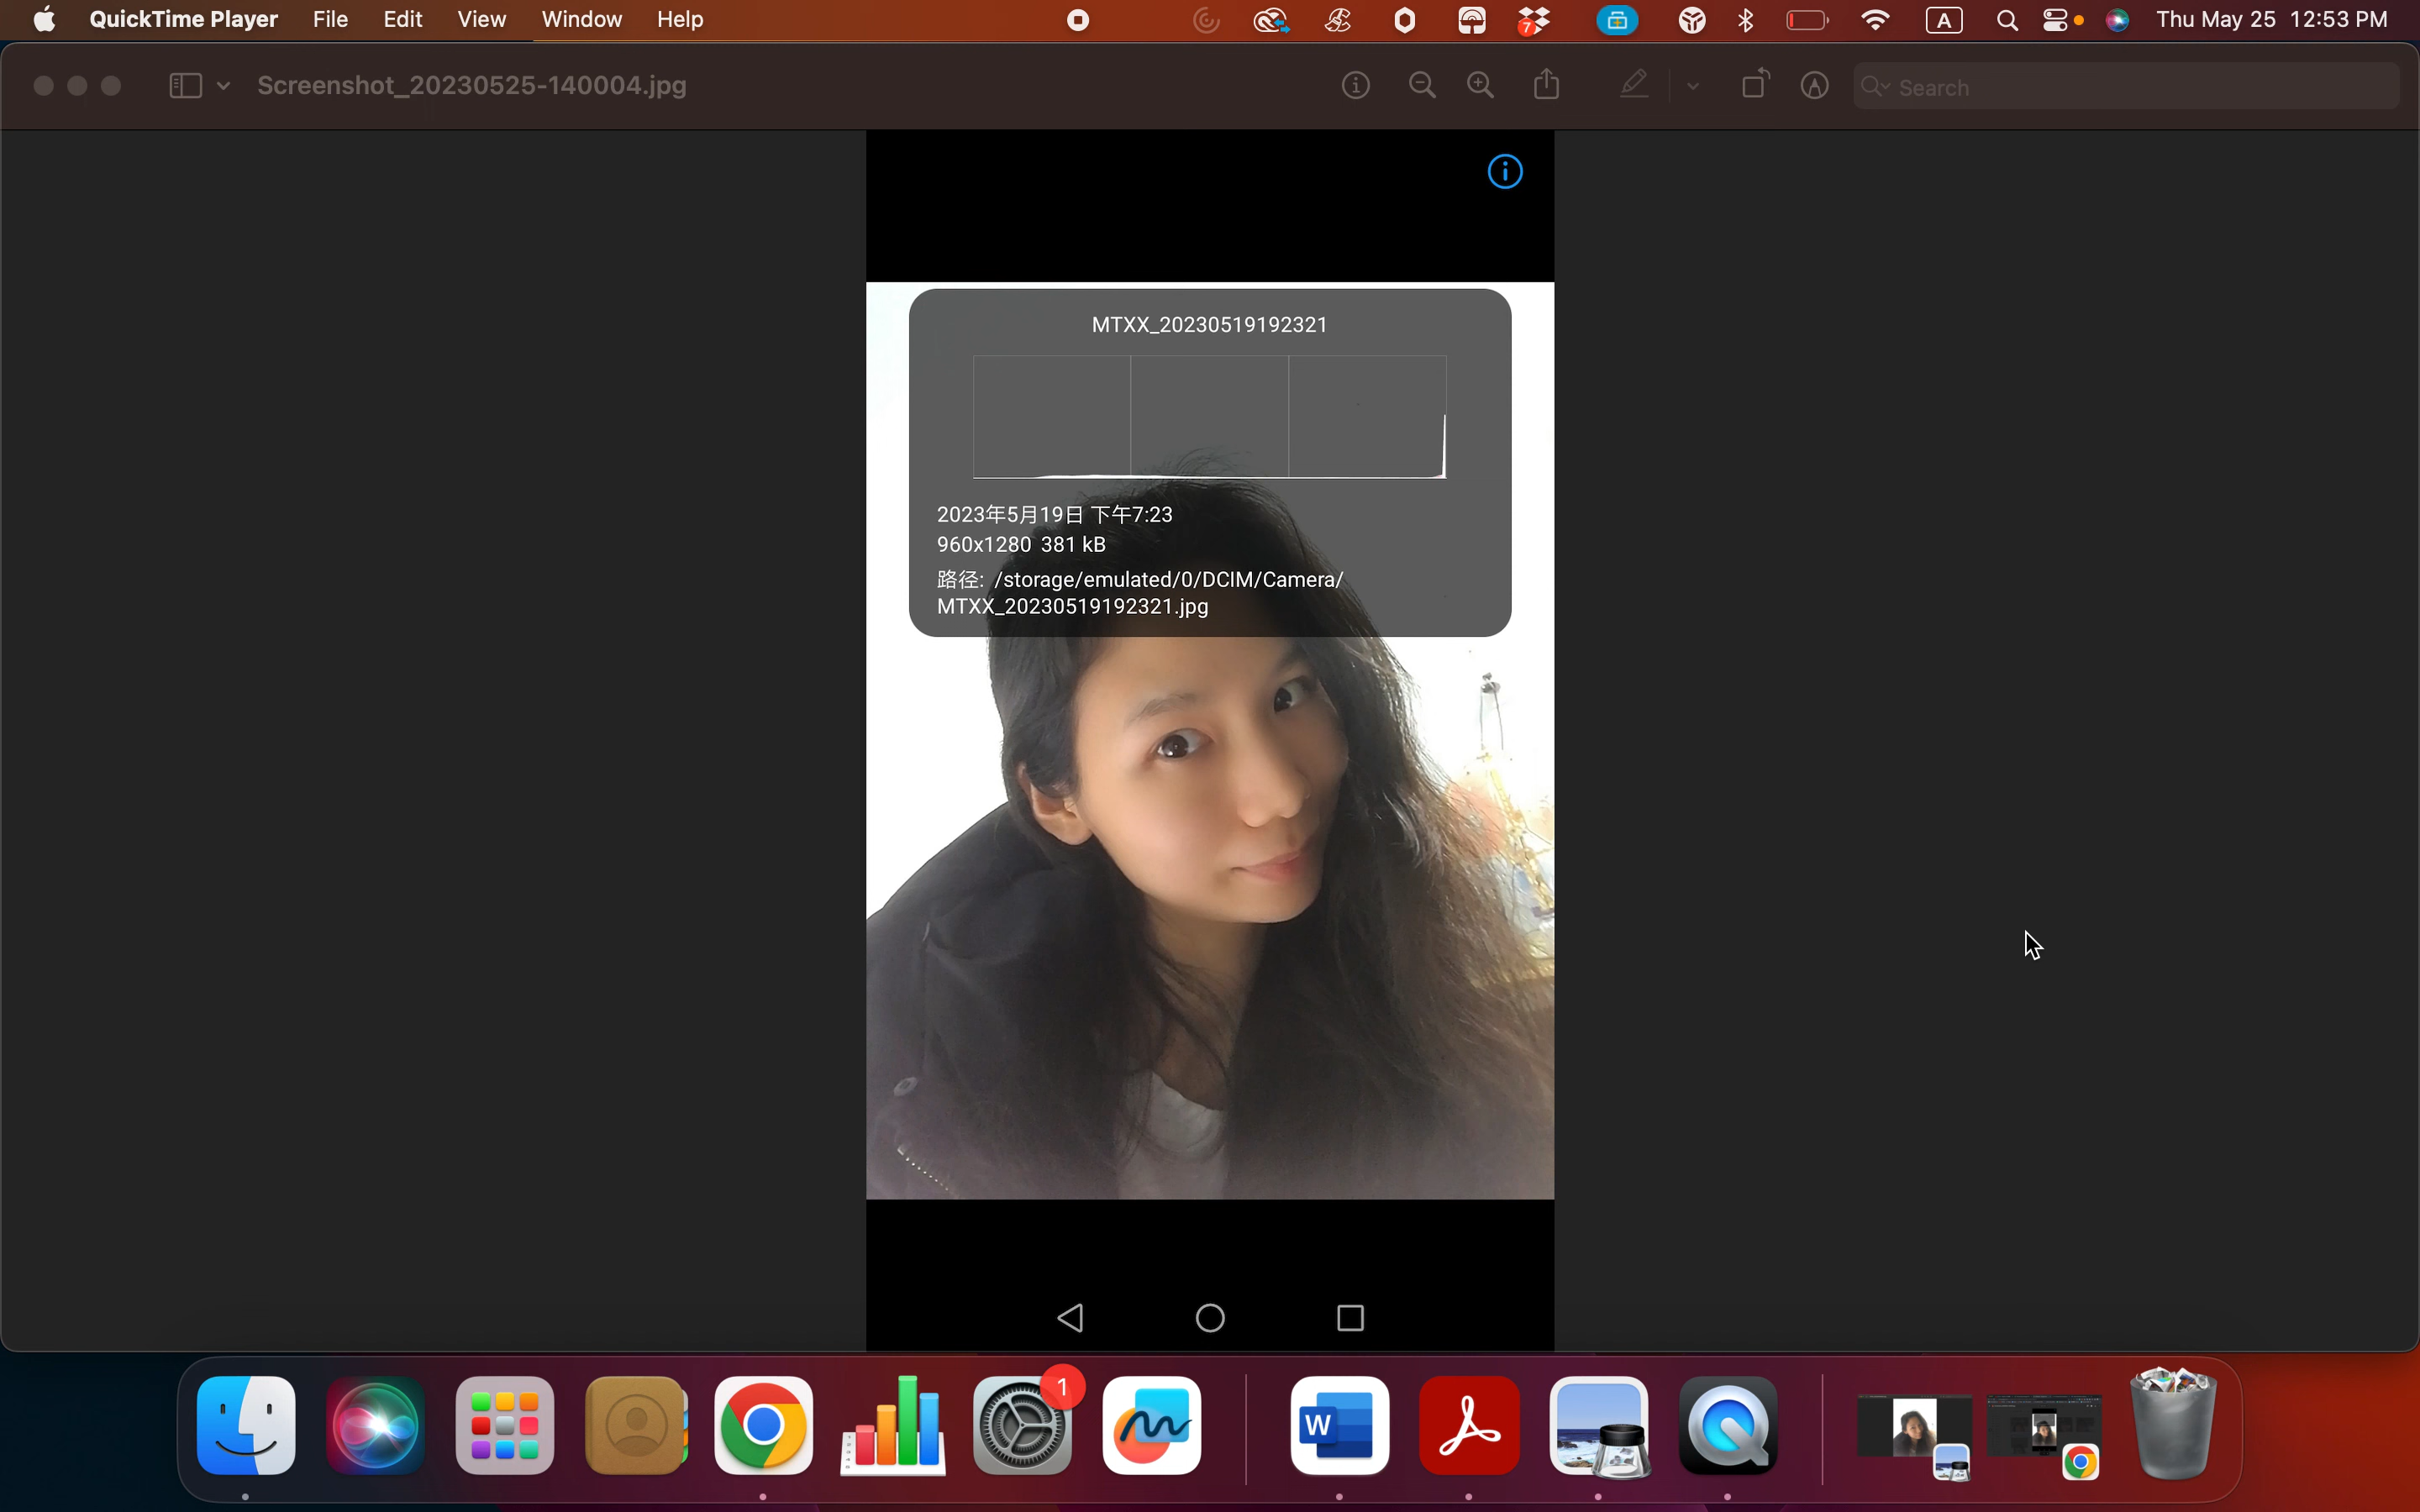 QuickTime Player File Edit View Window Help 7 A Thu May 25 12:53 PM
Screenshot_20230525-140004.jpg Search
MTXX_20230519192321
2023年5月19日 下午7:23
960x1280 381 kB
路径: /storage/emulated/0/DCIM/Camera/
MTXX_20230519192321.jpg
1
W